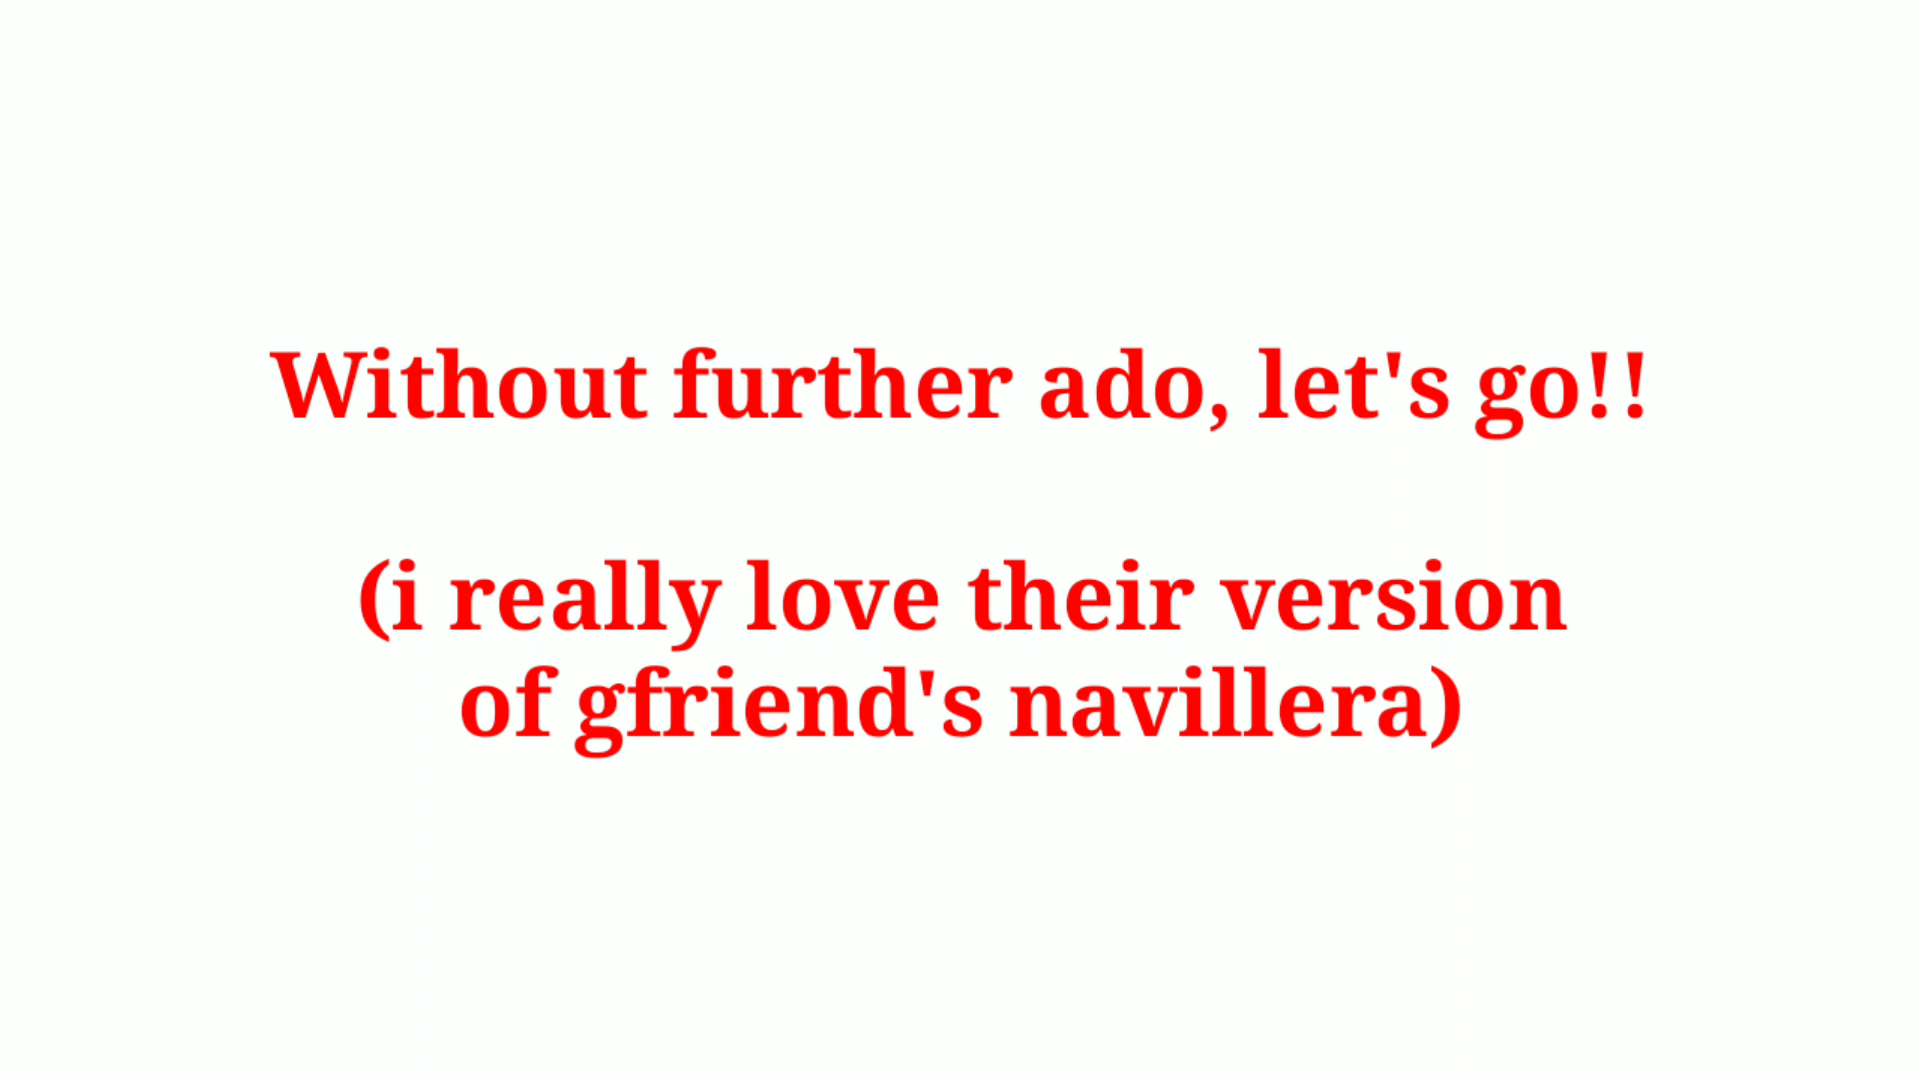 Without further ado, let's go!!
(i really love their version
of gfriend's navillera)